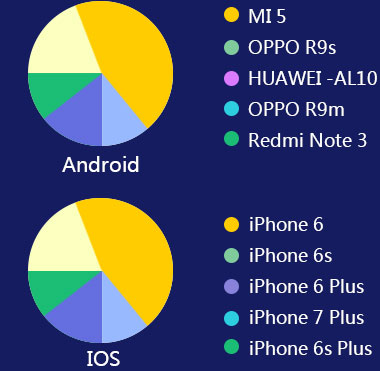 MI 5
OPPO R9s
HUAWEI -AL10
OPPO R9m
Redmi Note 3
Android
iPhone 6
iPhone 6s
iPhone 6 Plus
iPhone 7 Plus
iPhone 6s Plus
IOS